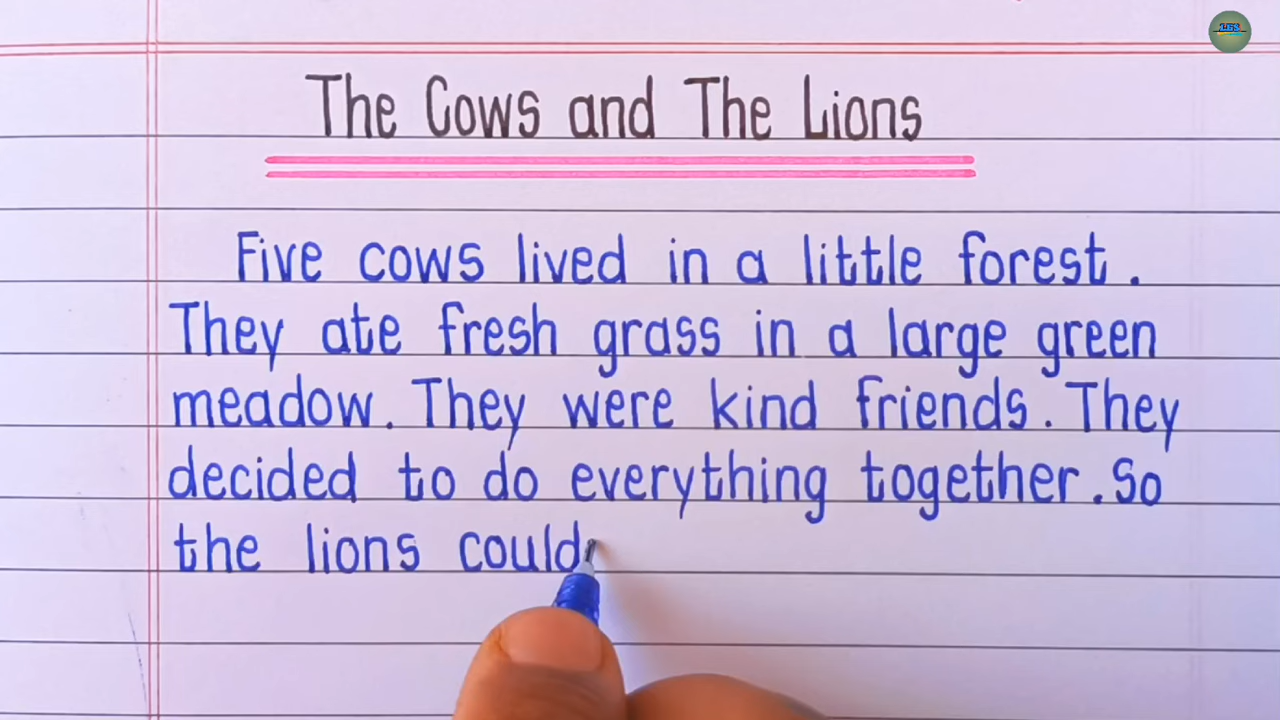 The Cows and The Lions
Five cows lived in a little forest.
They ate fresh grass in a large green
meadow. They were kind friends. They
decided to do everything together. So
the lions could